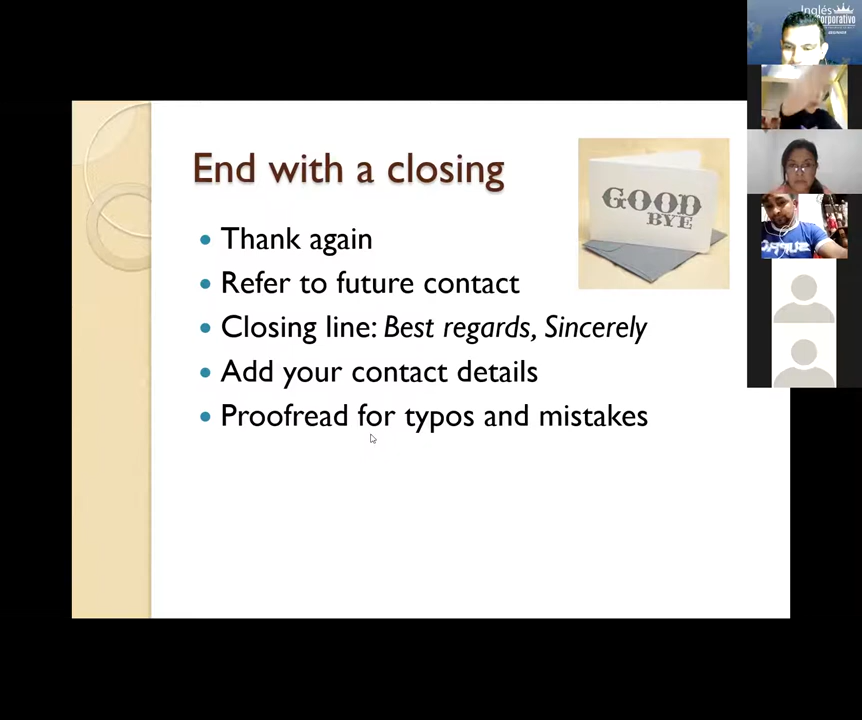 Inglés
Corporativo
End with a closing
GOOD
BYE
Thank again
Refer to future contact
Closing line: Best regards, Sincerely
Add your contact details
Proofread for typos and mistakes